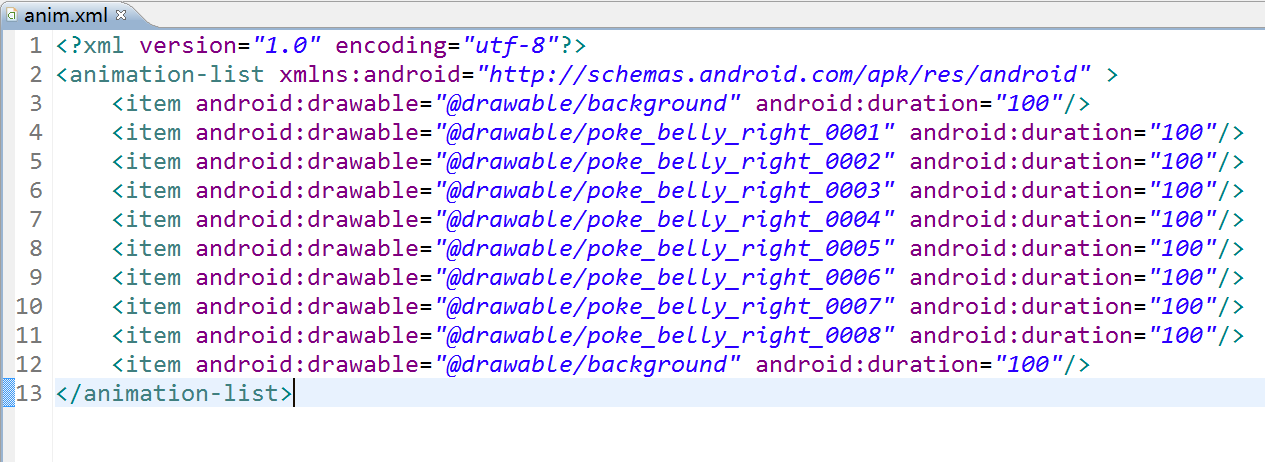 anim.xml
1 <?xml version="1.0" encoding="utf-8"?>
2 <animation-list xmlns:android="http://schemas.android.com/apk/res/android" >
3     <item android:drawable="@drawable/background" android:duration="100"/>
4     <item android:drawable="@drawable/poke_belly_right_0001" android:duration="100"/>
5     <item android:drawable="@drawable/poke_belly_right_0002" android:duration="100"/>
6     <item android:drawable="@drawable/poke_belly_right_0003" android:duration="100"/>
7     <item android:drawable="@drawable/poke_belly_right_0004" android:duration="100"/>
8     <item android:drawable="@drawable/poke_belly_right_0005" android:duration="100"/>
9     <item android:drawable="@drawable/poke_belly_right_0006" android:duration="100"/>
10     <item android:drawable="@drawable/poke_belly_right_0007" android:duration="100"/>
11     <item android:drawable="@drawable/poke_belly_right_0008" android:duration="100"/>
12     <item android:drawable="@drawable/background" android:duration="100"/>
13 </animation-list>